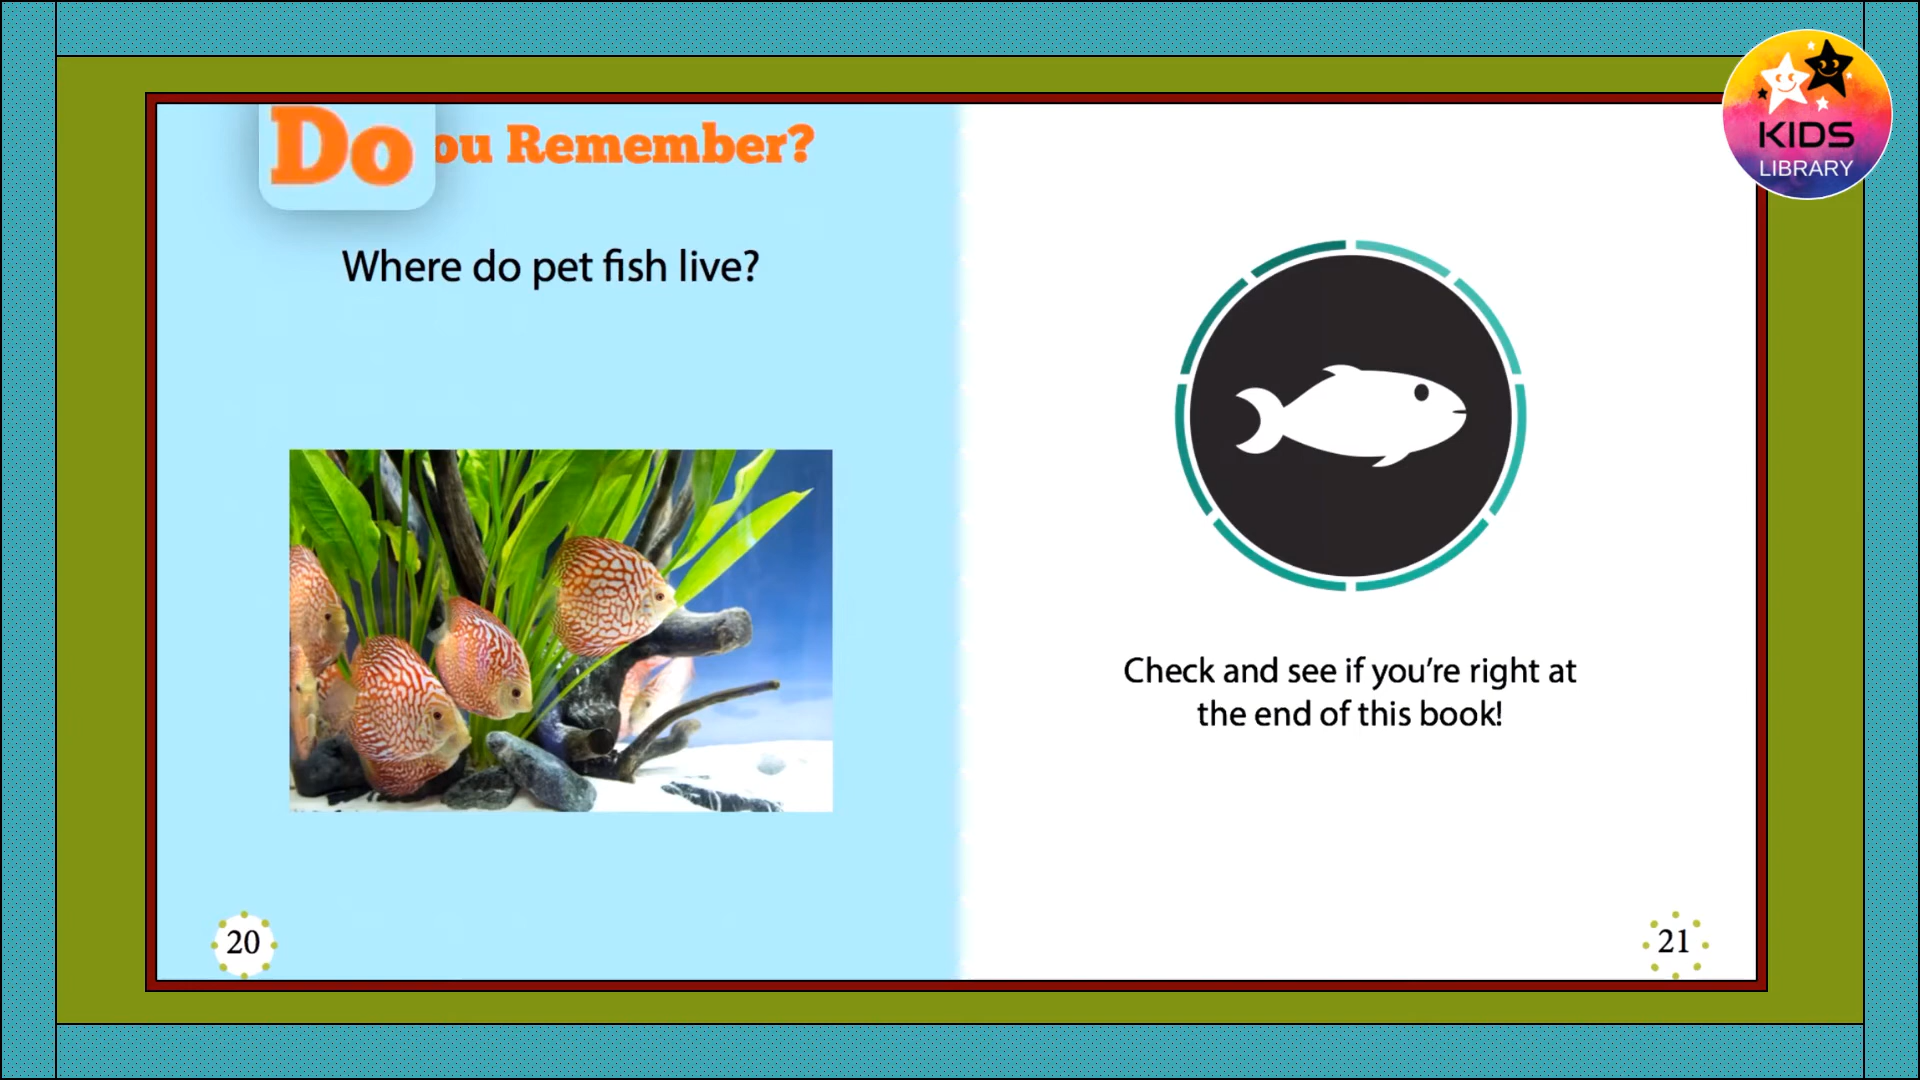 Do ou Remember?
Where do pet fish live?
20
KIDS
LIBRARY
Check and see if you’re right at
the end of this book!
21